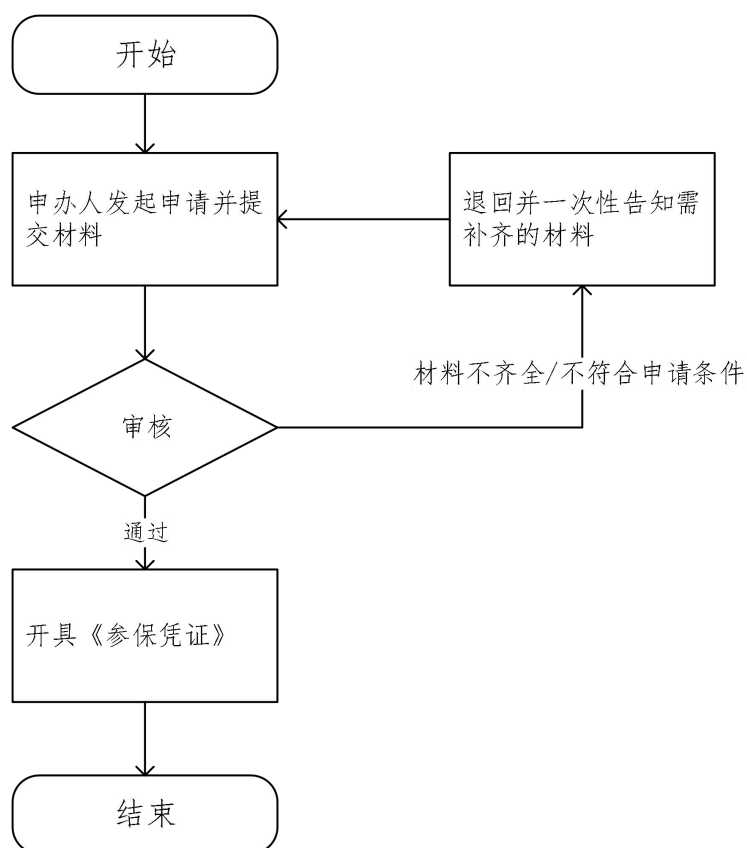 开始
申办人发起申请并提
交材料
退回并一次性告知需
补齐的材料
材料不齐全/不符合申请条件
审核
通过
开具《参保凭证》
结束